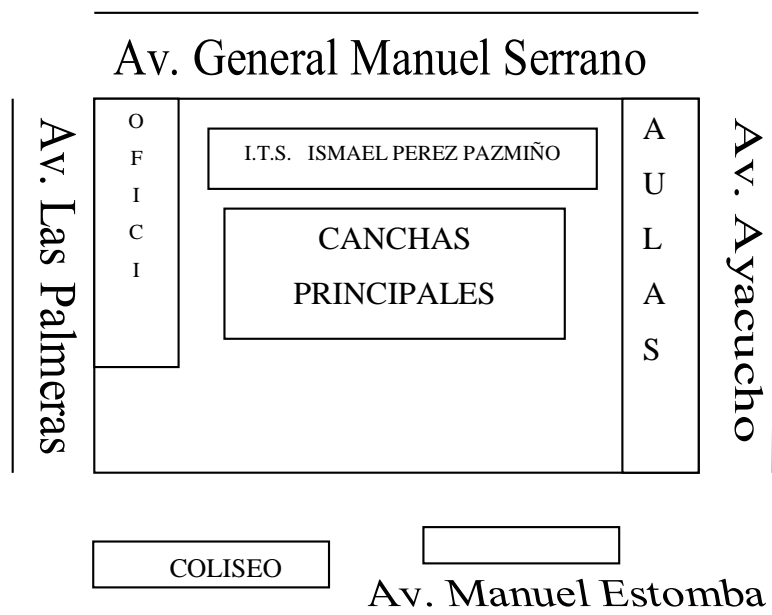 Av. General Manuel Serrano
Av. Las Palmeras
O
F
I
C
I
I.T.S. ISMAEL PEREZ PAZMIÑO
CANCHAS
PRINCIPALES
A
U
L
A
S
Av. Ayacucho
COLISEO
Av. Manuel Estomba